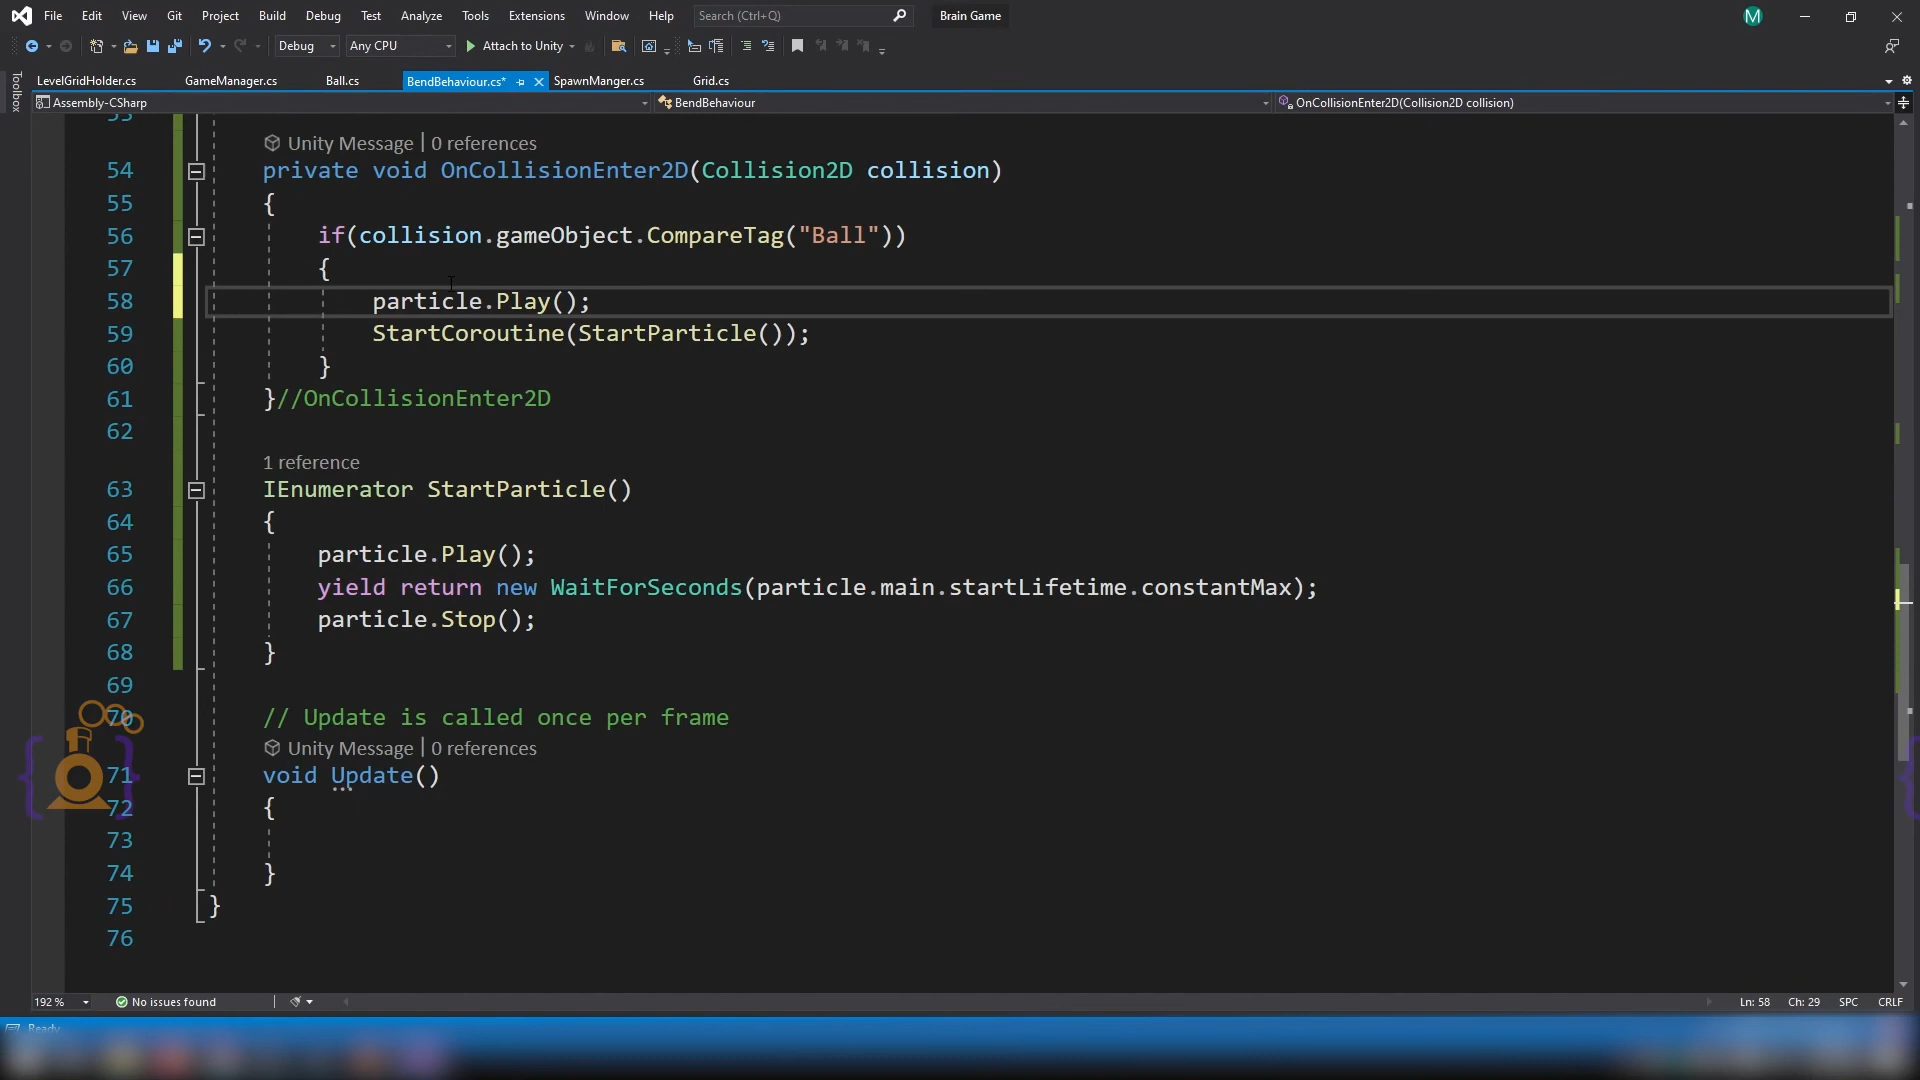 File Edit View Git Project Build Debug Test Analyze Tools Extensions Window Help Search (Ctrl+Q) Brain Game M
Debug Any CPU Attach to Unity
LevelGridHolder.cs GameManager.cs Ball.cs BendBehaviour.cs* SpawnManger.cs Grid.cs
Toolbox
Assembly-CSharp BendBehaviour OnCollisionEnter2D(Collision2D collision)
53
Unity Message | 0 references
54 private void OnCollisionEnter2D(Collision2D collision)
55 {
56 if(collision.gameObject.CompareTag("Ball"))
57 {
58 particle.Play();
59 StartCoroutine(StartParticle());
60 }
61 }//OnCollisionEnter2D
62
1 reference
63 IEnumerator StartParticle()
64 {
65 particle.Play();
66 yield return new WaitForSeconds(particle.main.startLifetime.constantMax);
67 particle.Stop();
68 }
69
70 // Update is called once per frame
Unity Message | 0 references
71 void Update()
72 {
73
74 }
75 }
76
192 % No issues found Ln: 58 Ch: 29 SPC CRLF
Ready